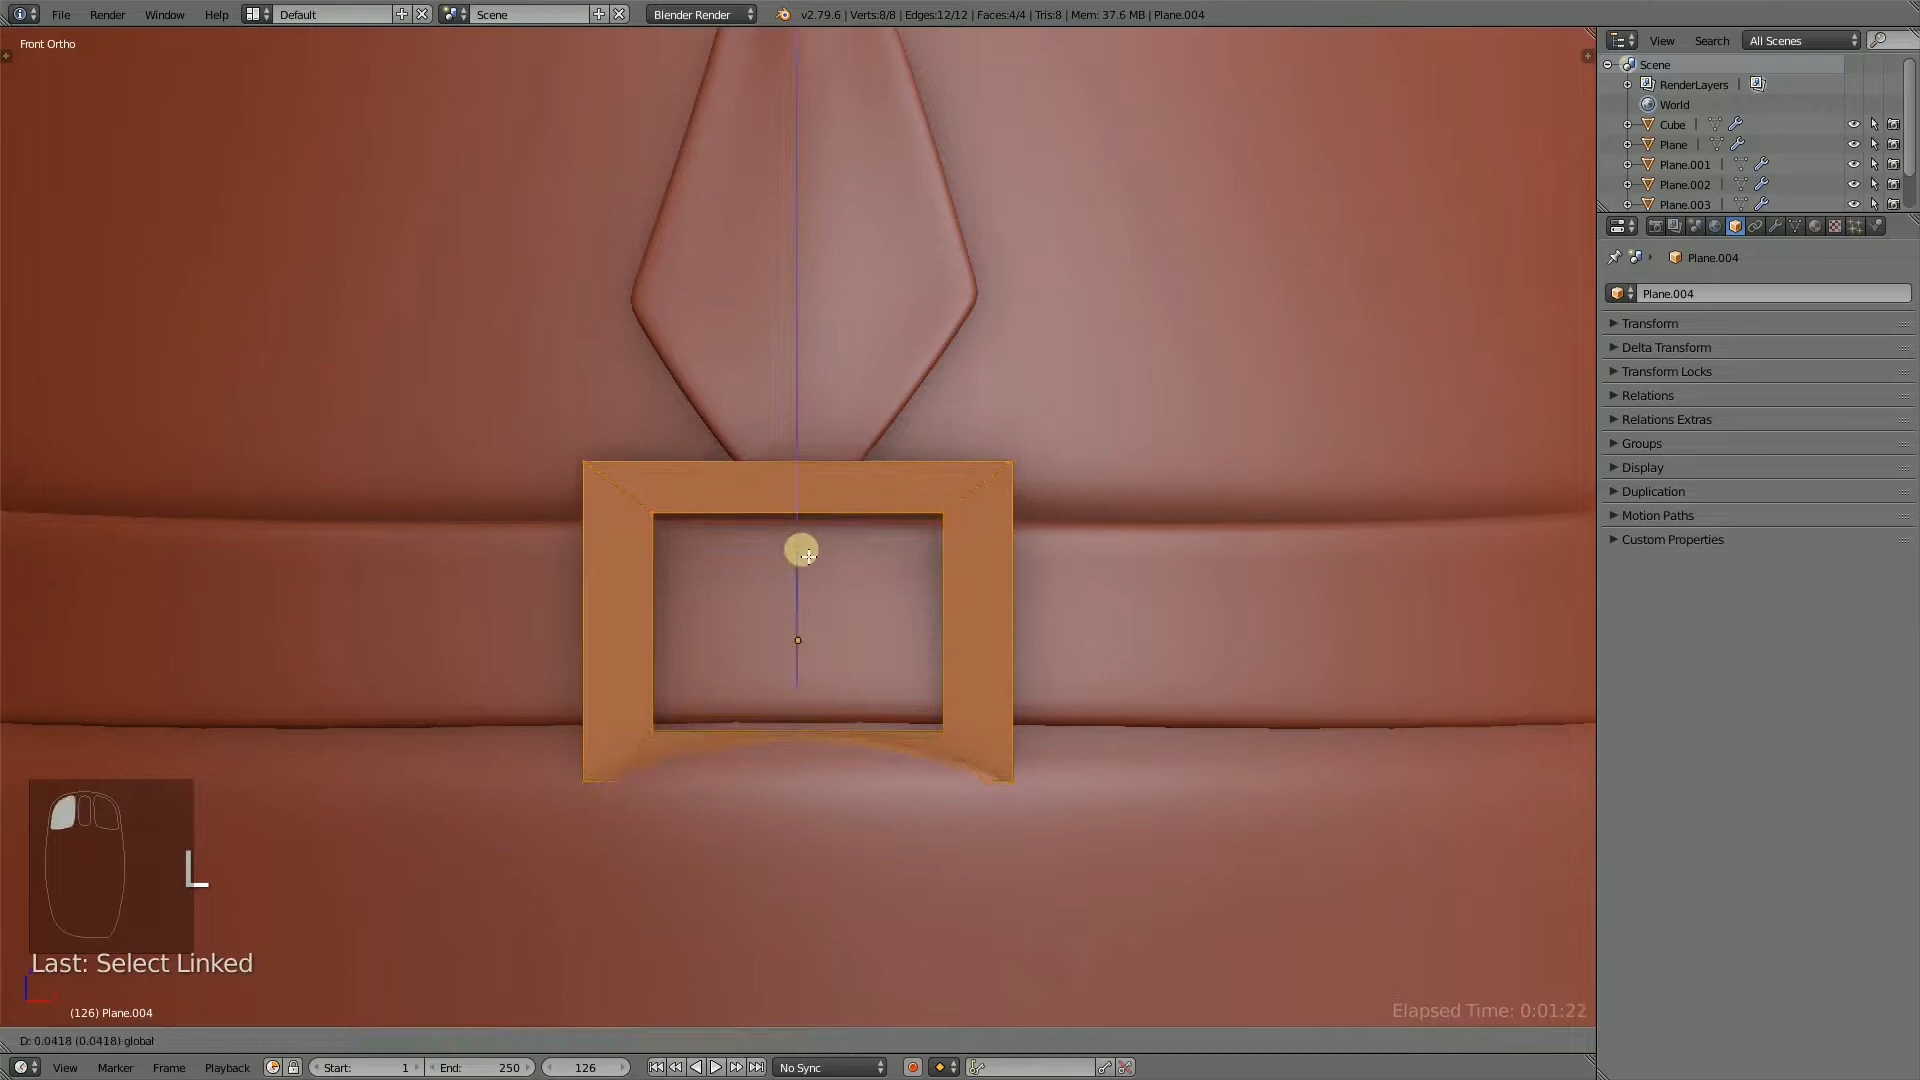 File Render Window Help Default Scene Blender Render v2.79.6 | Verts:8/8 | Edges:12/12 | Faces:4/4 | Tris:8 | Mem: 37.6 MB | Plane.004
Front Ortho
View Search All Scenes
Scene
RenderLayers
World
Cube
Plane
Plane.001
Plane.002
Plane.003
Plane.004
Plane.004
Transform
Delta Transform
Transform Locks
Relations
Relations Extras
Groups
Display
Duplication
Motion Paths
Custom Properties
L
Last: Select Linked
(126) Plane.004
Elapsed Time: 0:01:22
D: 0.0418 (0.0418) global
View Marker Frame Playback Start: 1 End: 250 126 No Sync